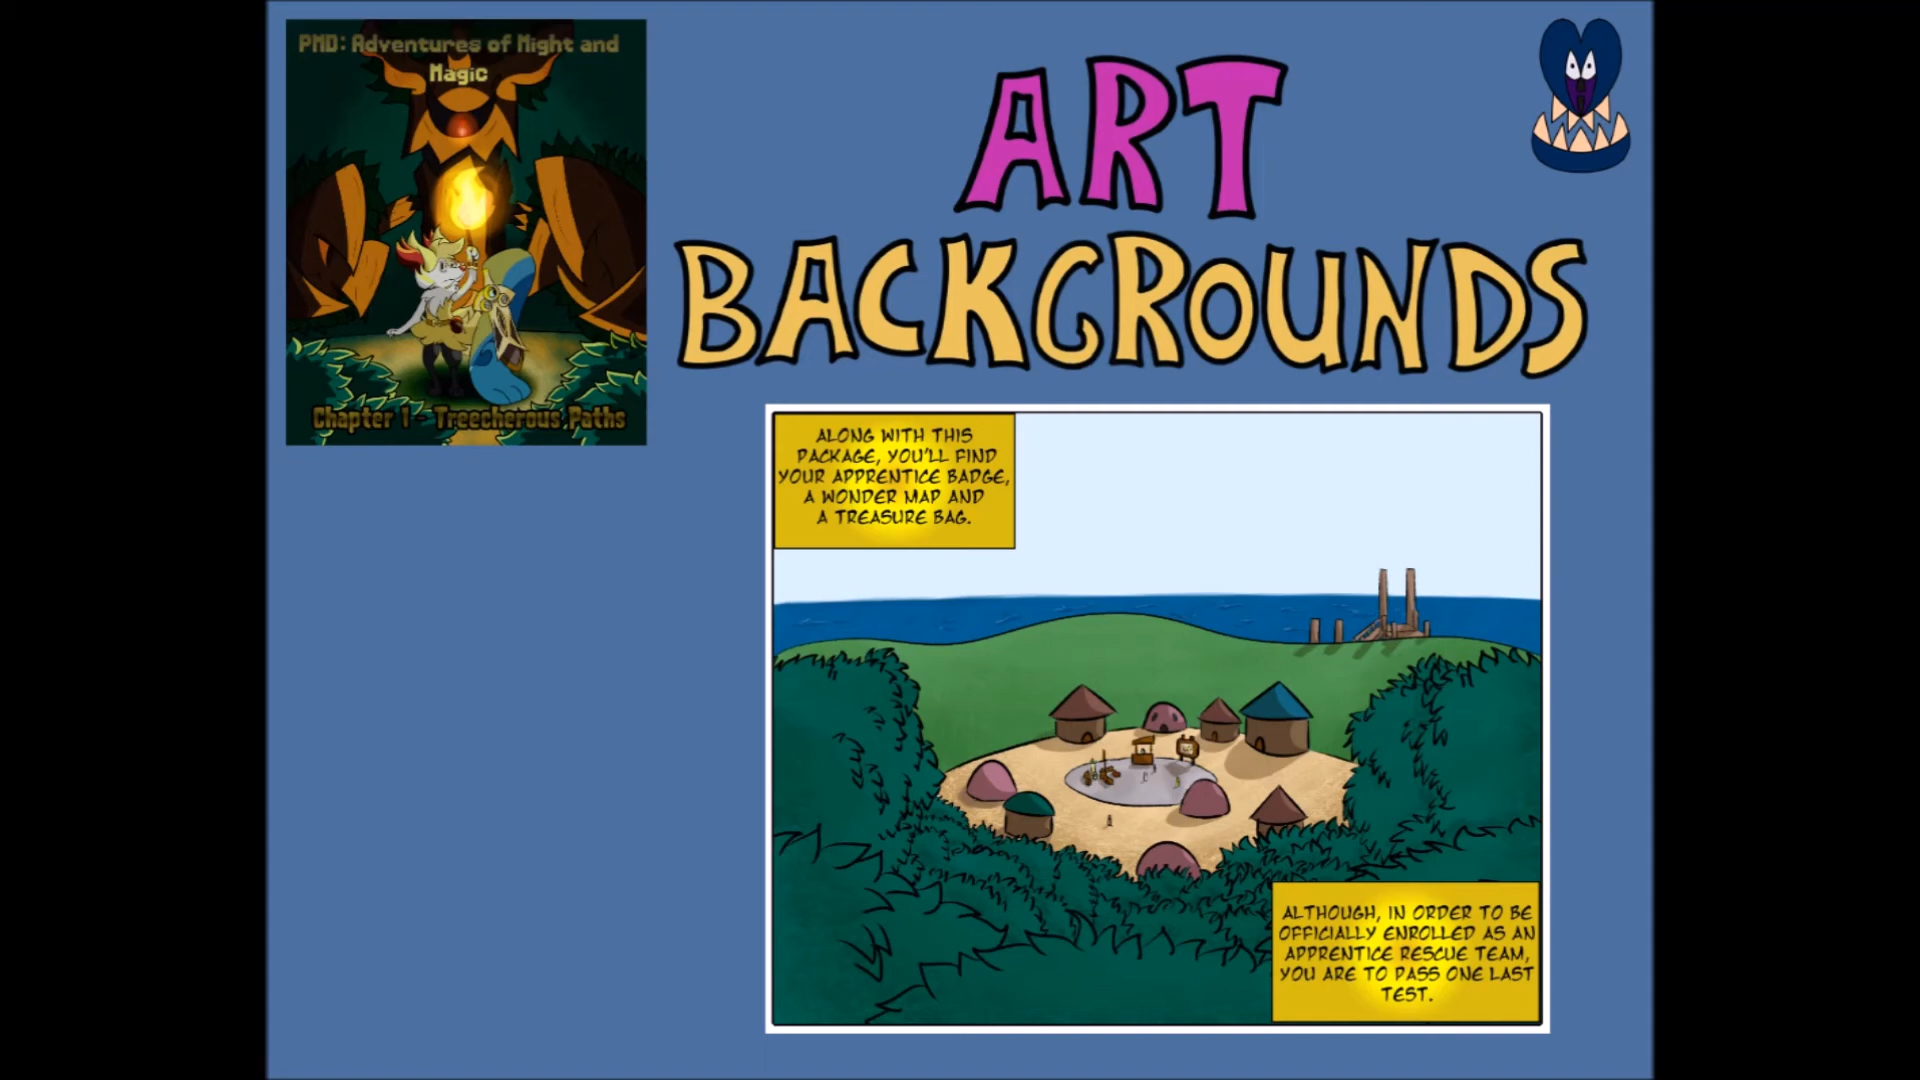 PMD: Adventures of Might and
Magic
Chapter 1 - Treecherous Paths
ART
BACKGROUNDS
ALONG WITH THIS
PACKAGE, YOU'LL FIND
YOUR APPRENTICE BADGE,
A WONDER MAP AND
A TREASURE BAG.
ALTHOUGH, IN ORDER TO BE
OFFICIALLY ENROLLED AS AN
APPRENTICE RESCUE TEAM,
YOU ARE TO PASS ONE LAST
TEST.